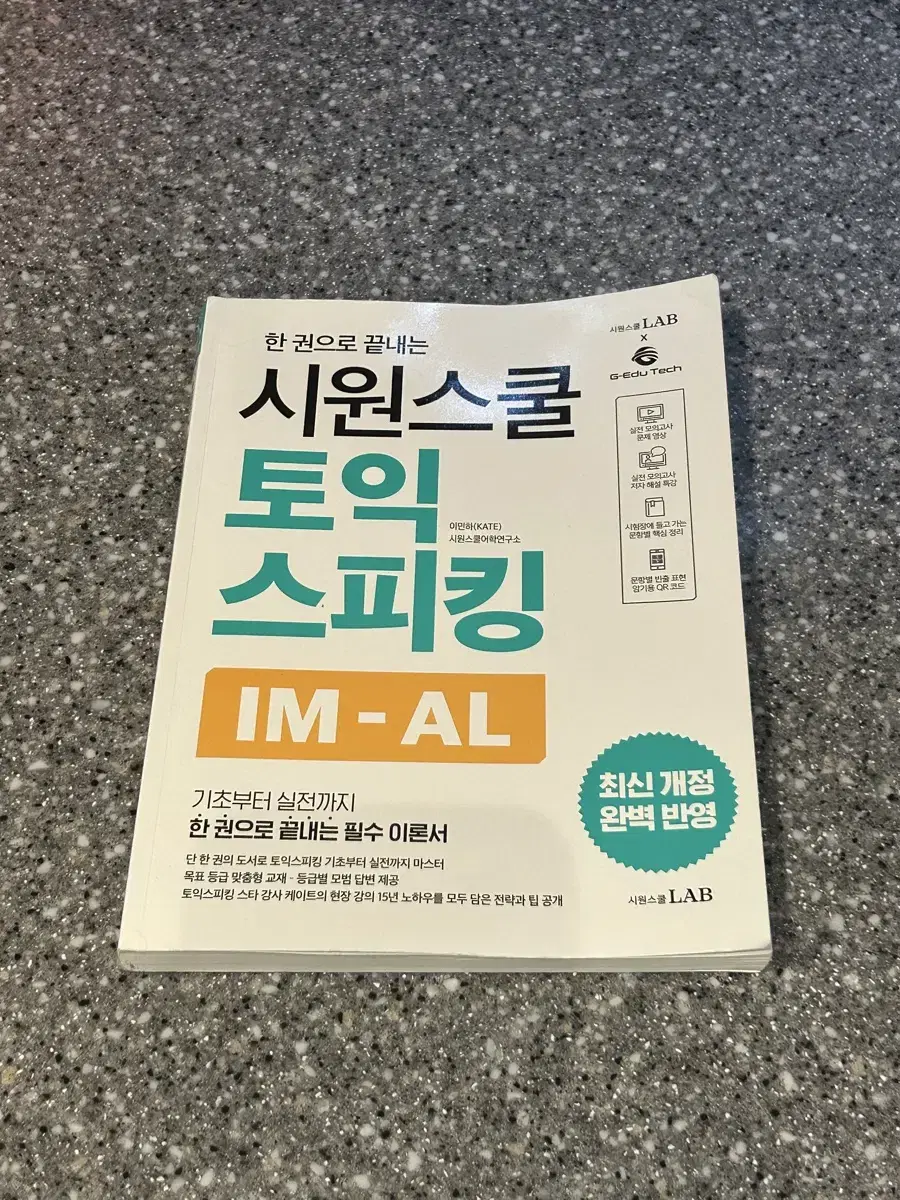 한 권으로 끝내는
시원스쿨
토익
스피킹
이민하(KATE)
시원스쿨어학연구소
IM - AL
기초부터 실전까지
한 권으로 끝내는 필수 이론서
단 한 권의 도서로 토익스피킹 기초부터 실전까지 마스터
목표 등급 맞춤형 교재 - 등급별 모범 답변 제공
토익스피킹 스타 강사 케이트의 현장 강의 15년 노하우를 모두 담은 전략과 팁 공개
시원스쿨 LAB
x
G-Edu Tech
실전 모의고사
문제 영상
실전 모의고사
저자 해설 특강
시험장에 들고 가는
문항별 핵심 정리
문항별 빈출 표현
암기용 QR 코드
최신 개정
완벽 반영
시원스쿨 LAB